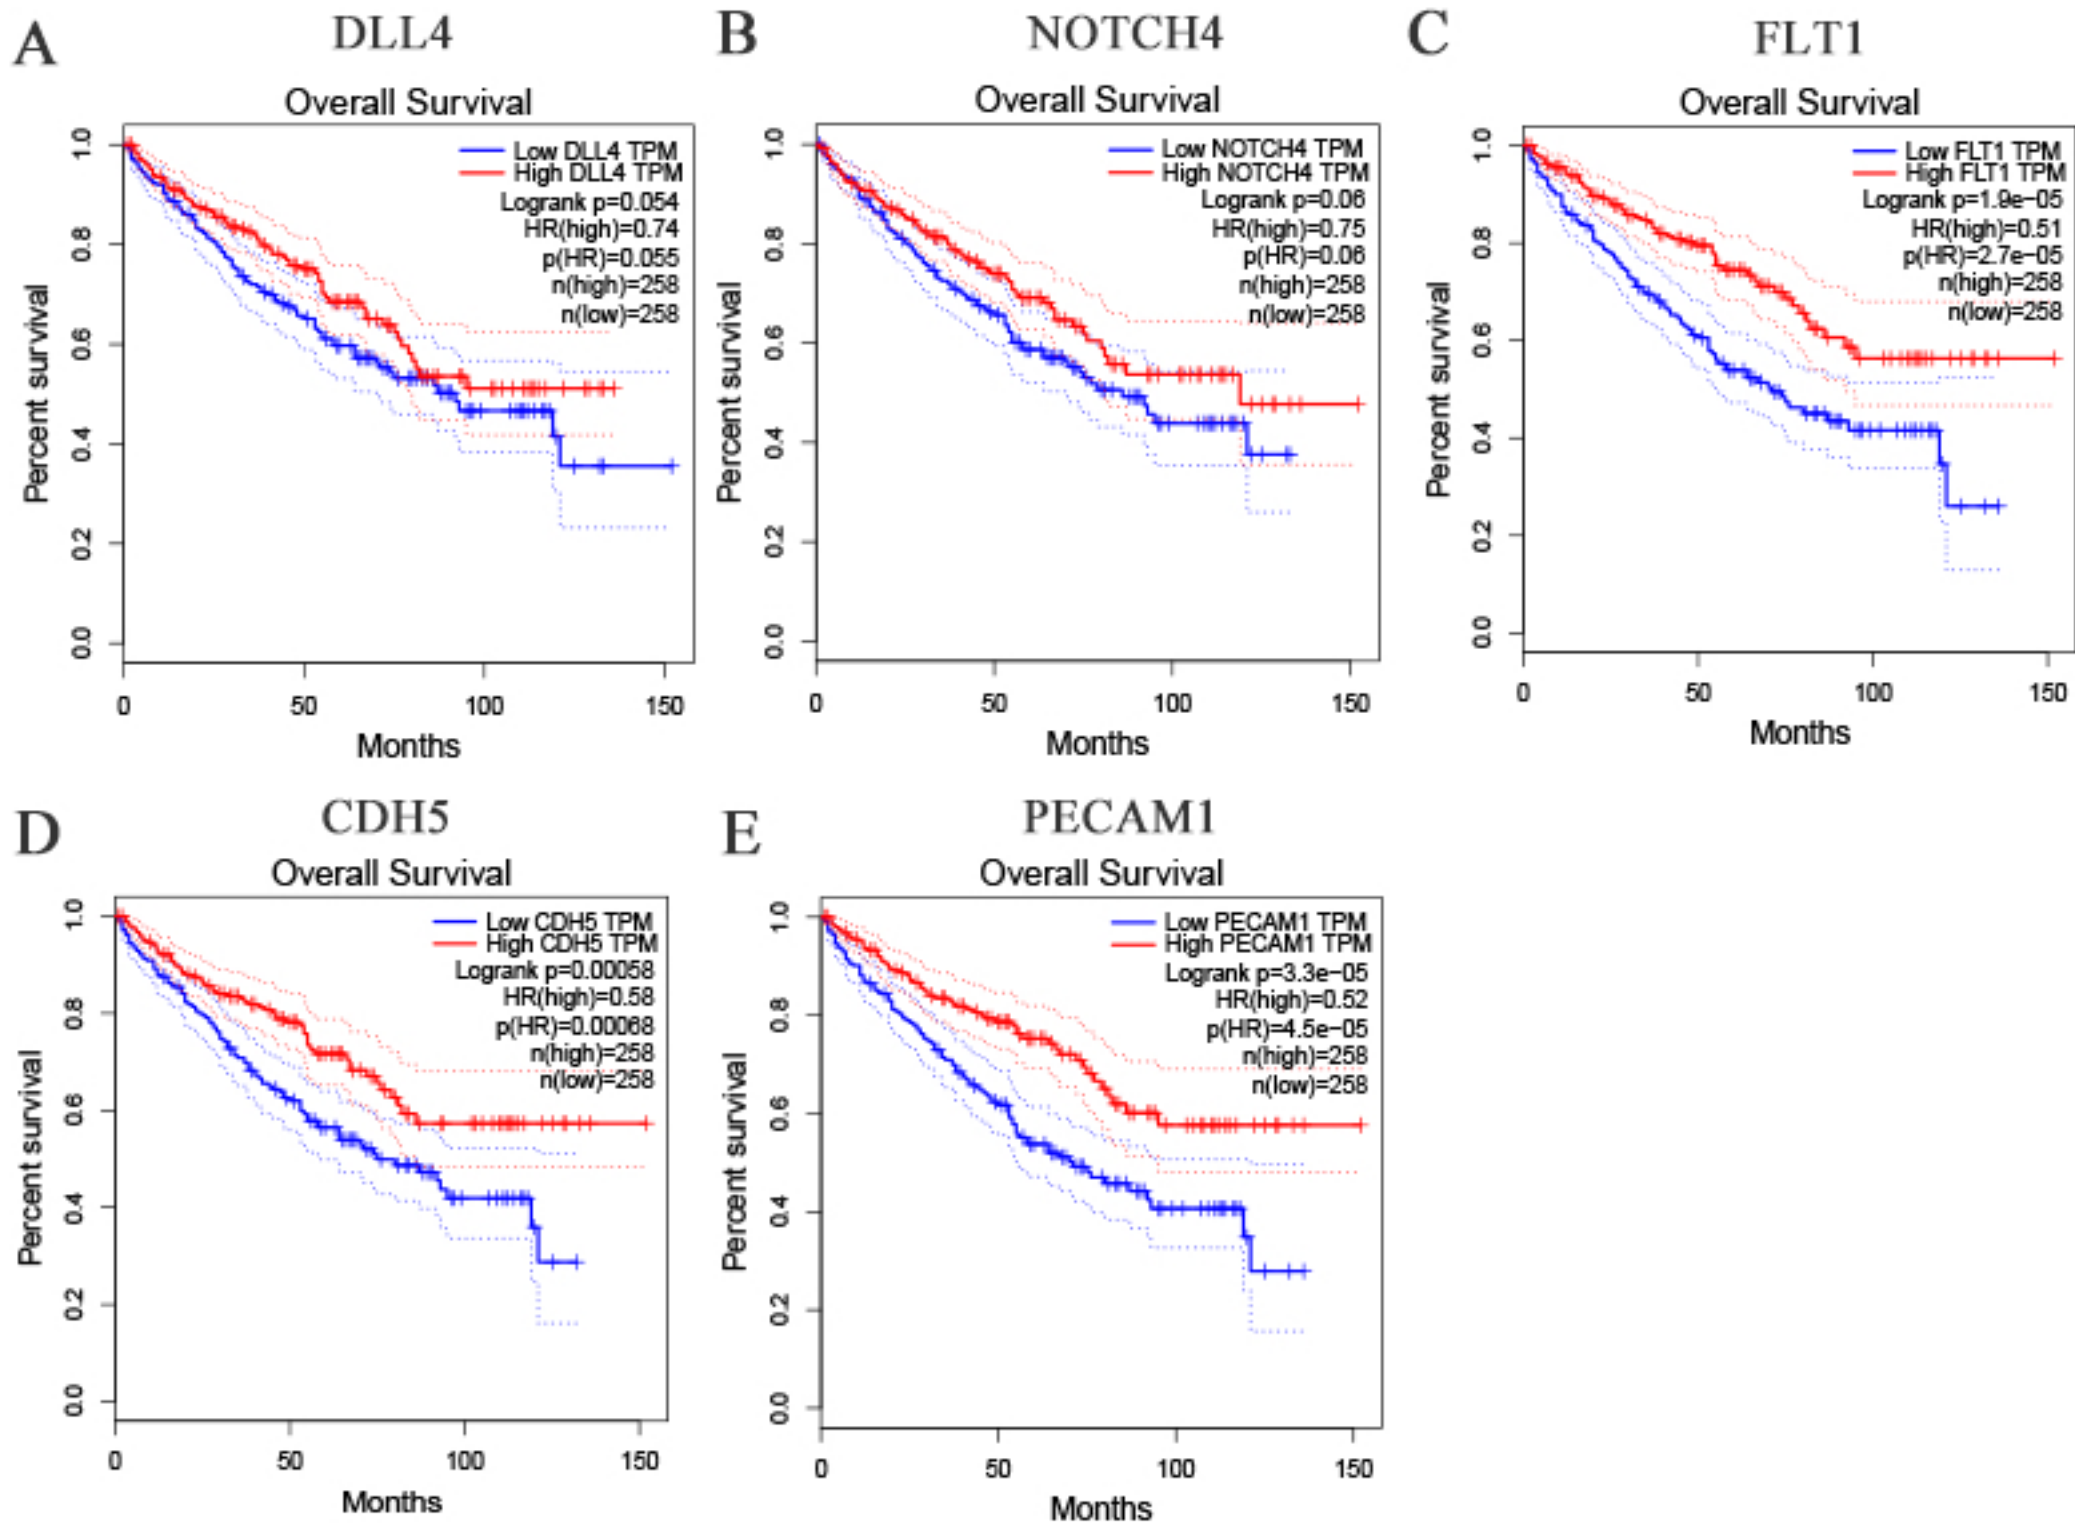 A
DLL4
Overall Survival
Low DLL4 TPM
High DLL4 TPM
Logrank p=0.054
HR(high)=0.74
p(HR)=0.055
n(high)=258
n(low)=258
Percent survival
1.0
0.8
0.6
0.4
0.2
0.0
0
50
100
150
Months
B
NOTCH4
Overall Survival
Low NOTCH4 TPM
High NOTCH4 TPM
Logrank p=0.06
HR(high)=0.75
p(HR)=0.06
n(high)=258
n(low)=258
Percent survival
1.0
0.8
0.6
0.4
0.2
0.0
0
50
100
150
Months
C
FLT1
Overall Survival
Low FLT1 TPM
High FLT1 TPM
Logrank p=1.9e−05
HR(high)=0.51
p(HR)=2.7e−05
n(high)=258
n(low)=258
Percent survival
1.0
0.8
0.6
0.4
0.2
0.0
0
50
100
150
Months
D
CDH5
Overall Survival
Low CDH5 TPM
High CDH5 TPM
Logrank p=0.00058
HR(high)=0.58
p(HR)=0.00068
n(high)=258
n(low)=258
Percent survival
1.0
0.8
0.6
0.4
0.2
0.0
0
50
100
150
Months
E
PECAM1
Overall Survival
Low PECAM1 TPM
High PECAM1 TPM
Logrank p=3.3e−05
HR(high)=0.52
p(HR)=4.5e−05
n(high)=258
n(low)=258
Percent survival
1.0
0.8
0.6
0.4
0.2
0.0
0
50
100
150
Months